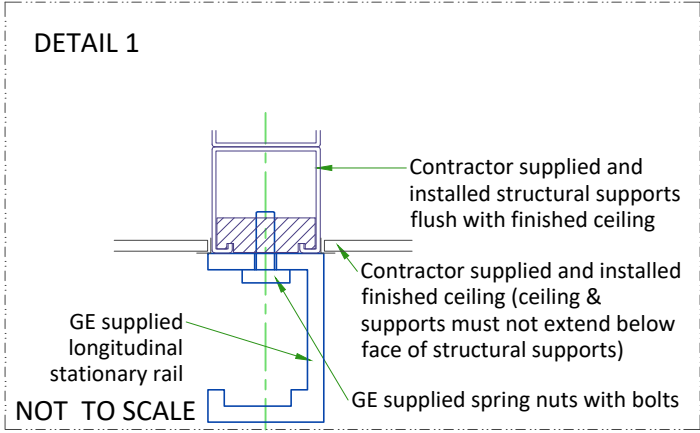 DETAIL 1
Contractor supplied and
installed structural supports
flush with finished ceiling
Contractor supplied and installed
finished ceiling (ceiling &
supports must not extend below
face of structural supports)
GE supplied
longitudinal
stationary rail
GE supplied spring nuts with bolts
NOT TO SCALE